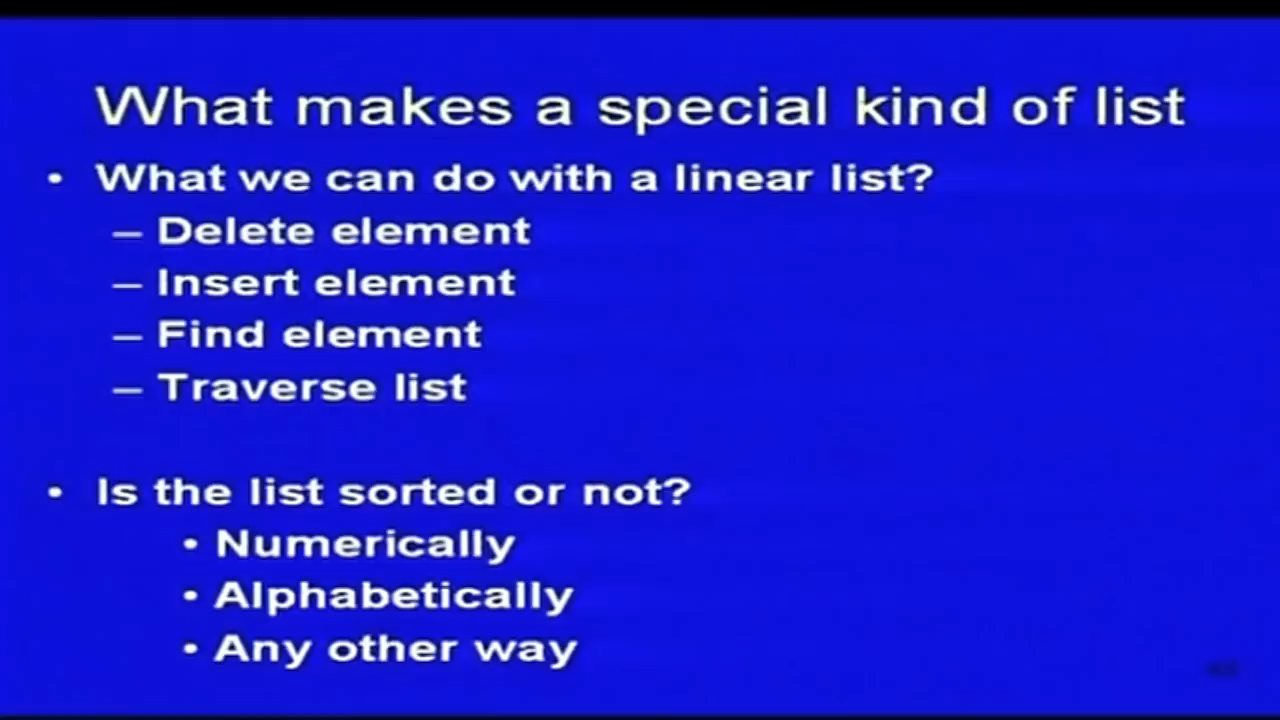 What makes a special kind of list
• What we can do with a linear list?
– Delete element
– Insert element
– Find element
– Traverse list
• Is the list sorted or not?
• Numerically
• Alphabetically
• Any other way